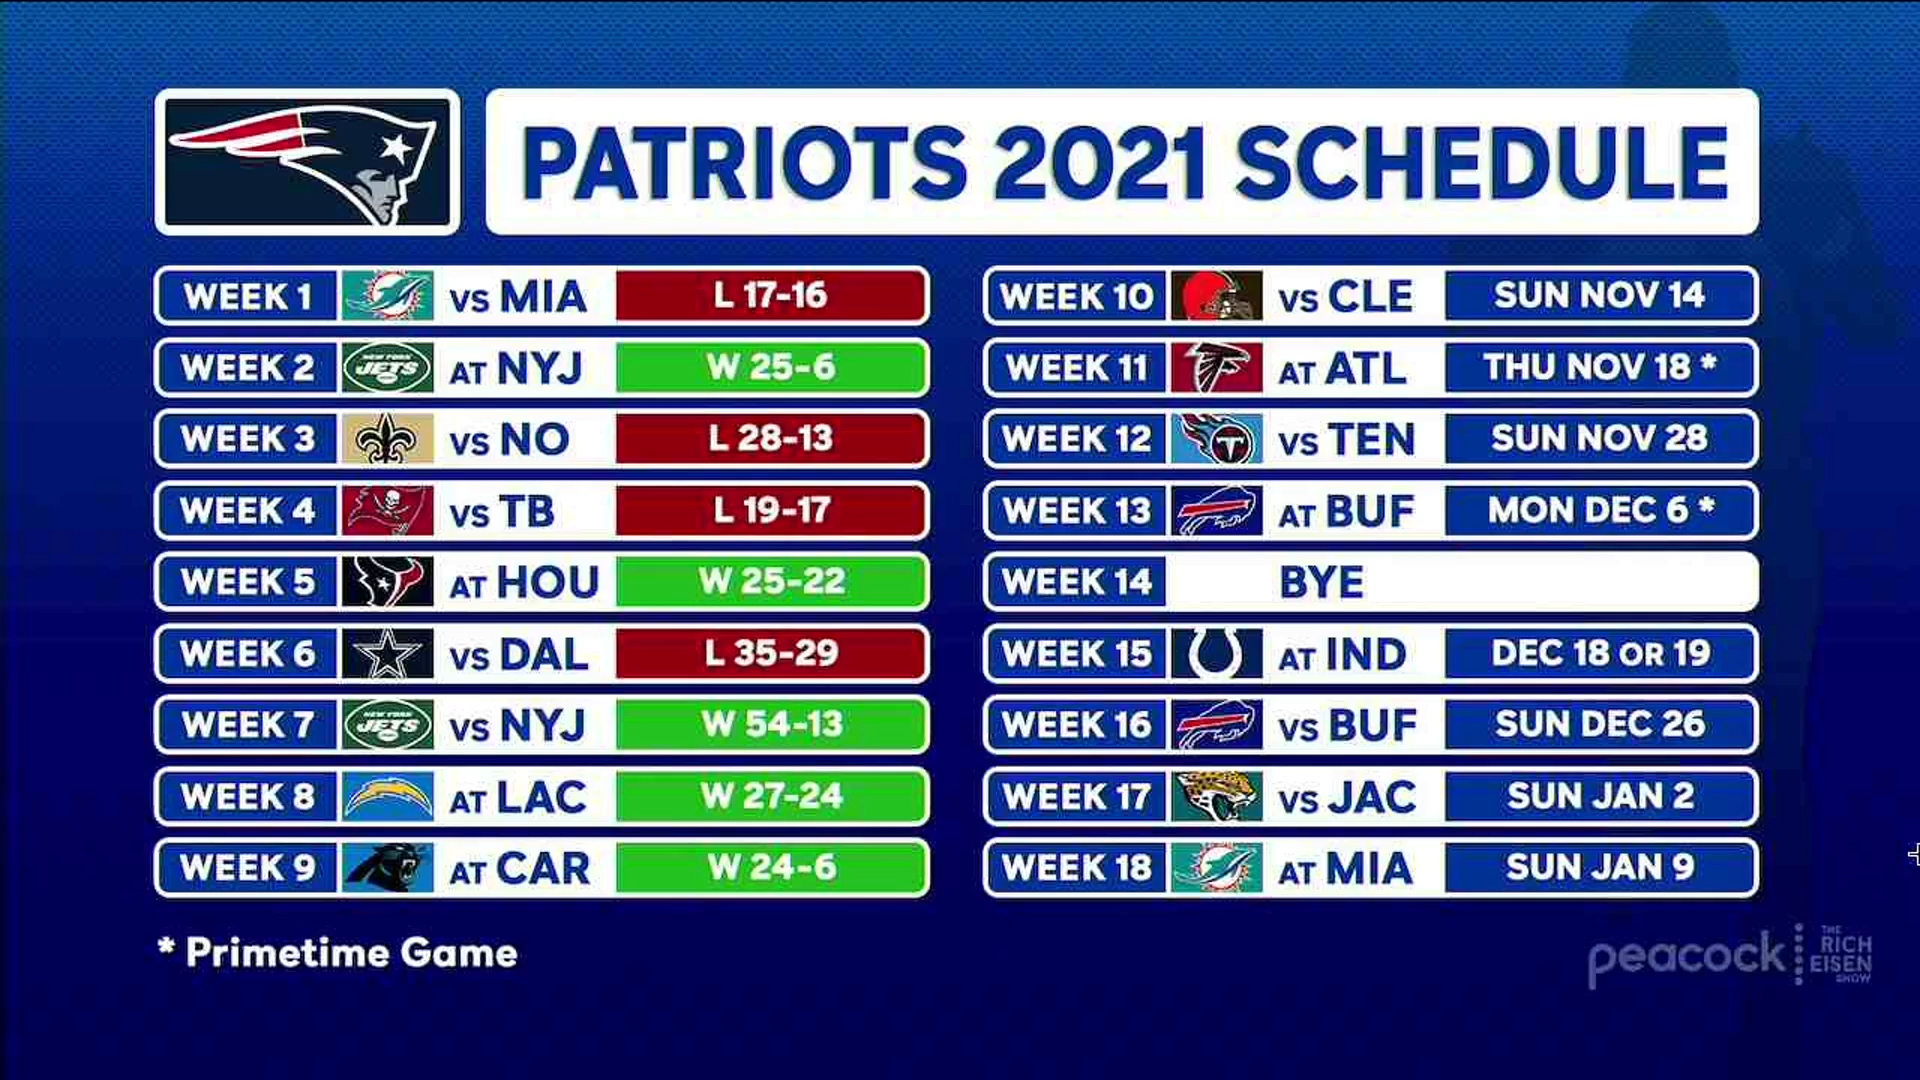 PATRIOTS 2021 SCHEDULE
WEEK 1 VS MIA L 17-16
WEEK 2 NEW YORK JETS AT NYJ W 25-6
WEEK 3 VS NO L 28-13
WEEK 4 VS TB L 19-17
WEEK 5 AT HOU W 25-22
WEEK 6 VS DAL L 35-29
WEEK 7 NEW YORK JETS VS NYJ W 54-13
WEEK 8 AT LAC W 27-24
WEEK 9 AT CAR W 24-6
WEEK 10 VS CLE SUN NOV 14
WEEK 11 AT ATL THU NOV 18 *
WEEK 12 T VS TEN SUN NOV 28
WEEK 13 AT BUF MON DEC 6 *
WEEK 14 BYE
WEEK 15 AT IND DEC 18 OR 19
WEEK 16 VS BUF SUN DEC 26
WEEK 17 VS JAC SUN JAN 2
WEEK 18 AT MIA SUN JAN 9
* Primetime Game
peacock
THE
RICH
EISEN
SHOW